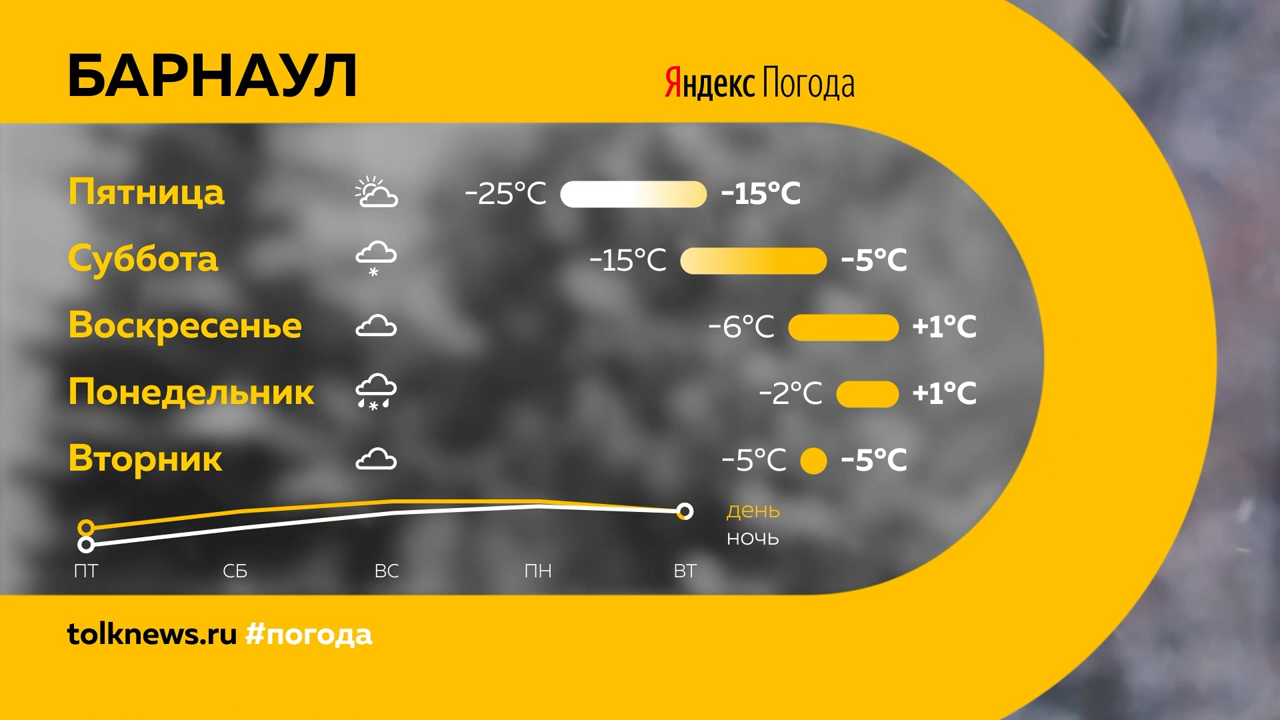 БАРНАУЛ
Яндекс Погода
Пятница -25°C -15°C
Суббота -15°C -5°C
Воскресенье -6°C +1°C
Понедельник -2°C +1°C
Вторник -5°C -5°C
день
ночь
ПТ СБ ВС ПН ВТ
tolknews.ru #погода